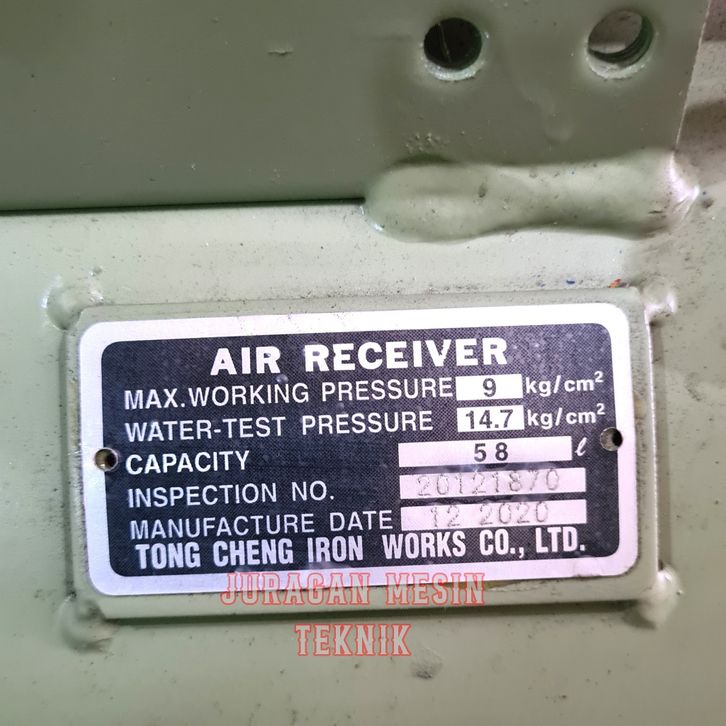 AIR RECEIVER
MAX.WORKING PRESSURE 9 kg/cm²
WATER-TEST PRESSURE 14.7 kg/cm²
CAPACITY 58 ℓ
INSPECTION NO. 20121870
MANUFACTURE DATE 12 2020
TONG CHENG IRON WORKS CO., LTD.
JURAGAN MESIN
TEKNIK